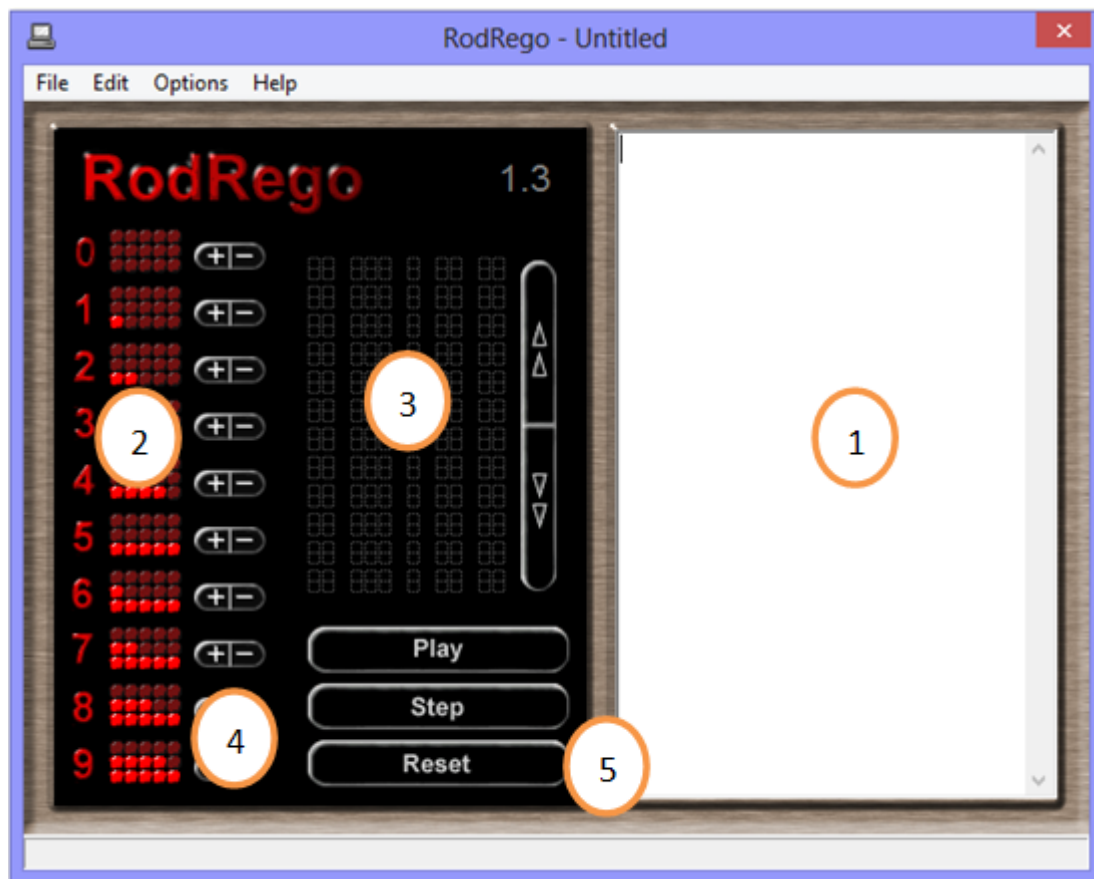 RodRego - Untitled
File Edit Options Help
RodRego 1.3
0 + -
1 + -
2 + -
3 + -
4 + -
5 + -
6 + -
7 + -
8
9
2
3
1
4
5
Play
Step
Reset